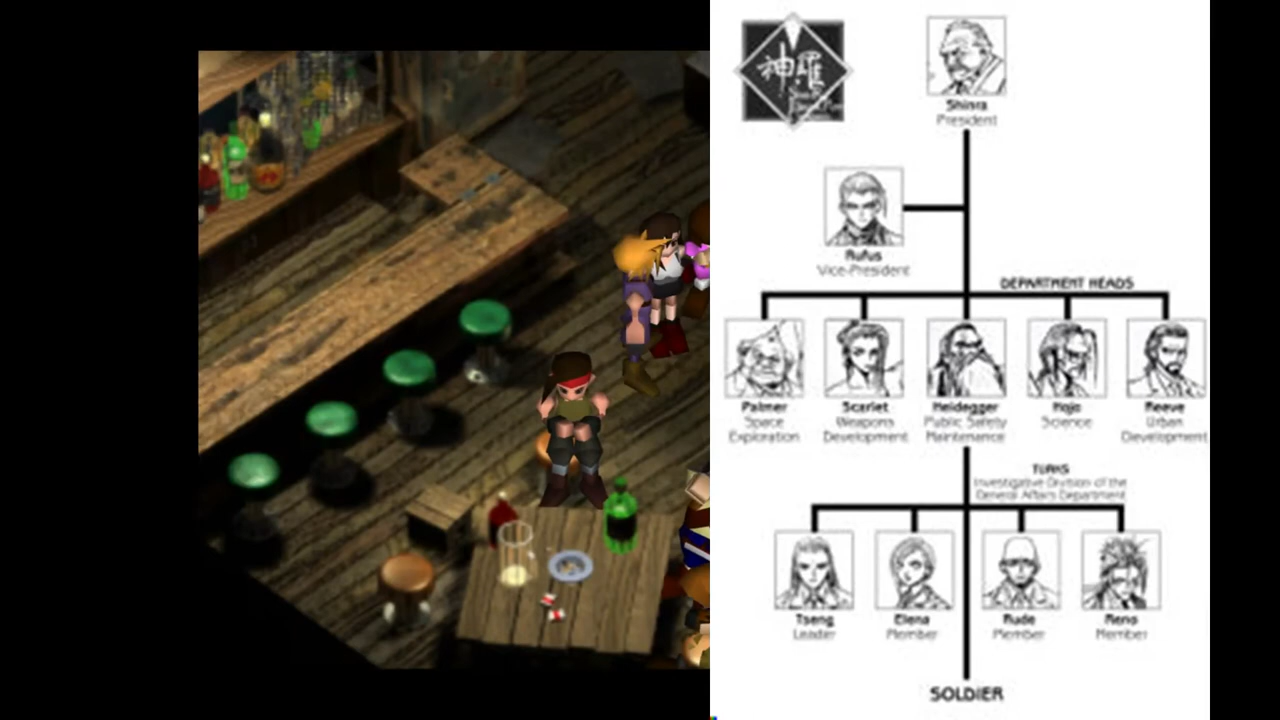 神羅
Shinra
President
Rufus
Vice-President
DEPARTMENT HEADS
Palmer
Space
Exploration
Scarlet
Weapons
Development
Heidegger
Public Safety
Maintenance
Hojo
Science
Reeve
Urban
Development
TURKS
Investigative Division of the
General Affairs Department
Tseng
Leader
Elena
Member
Rude
Member
Reno
Member
SOLDIER